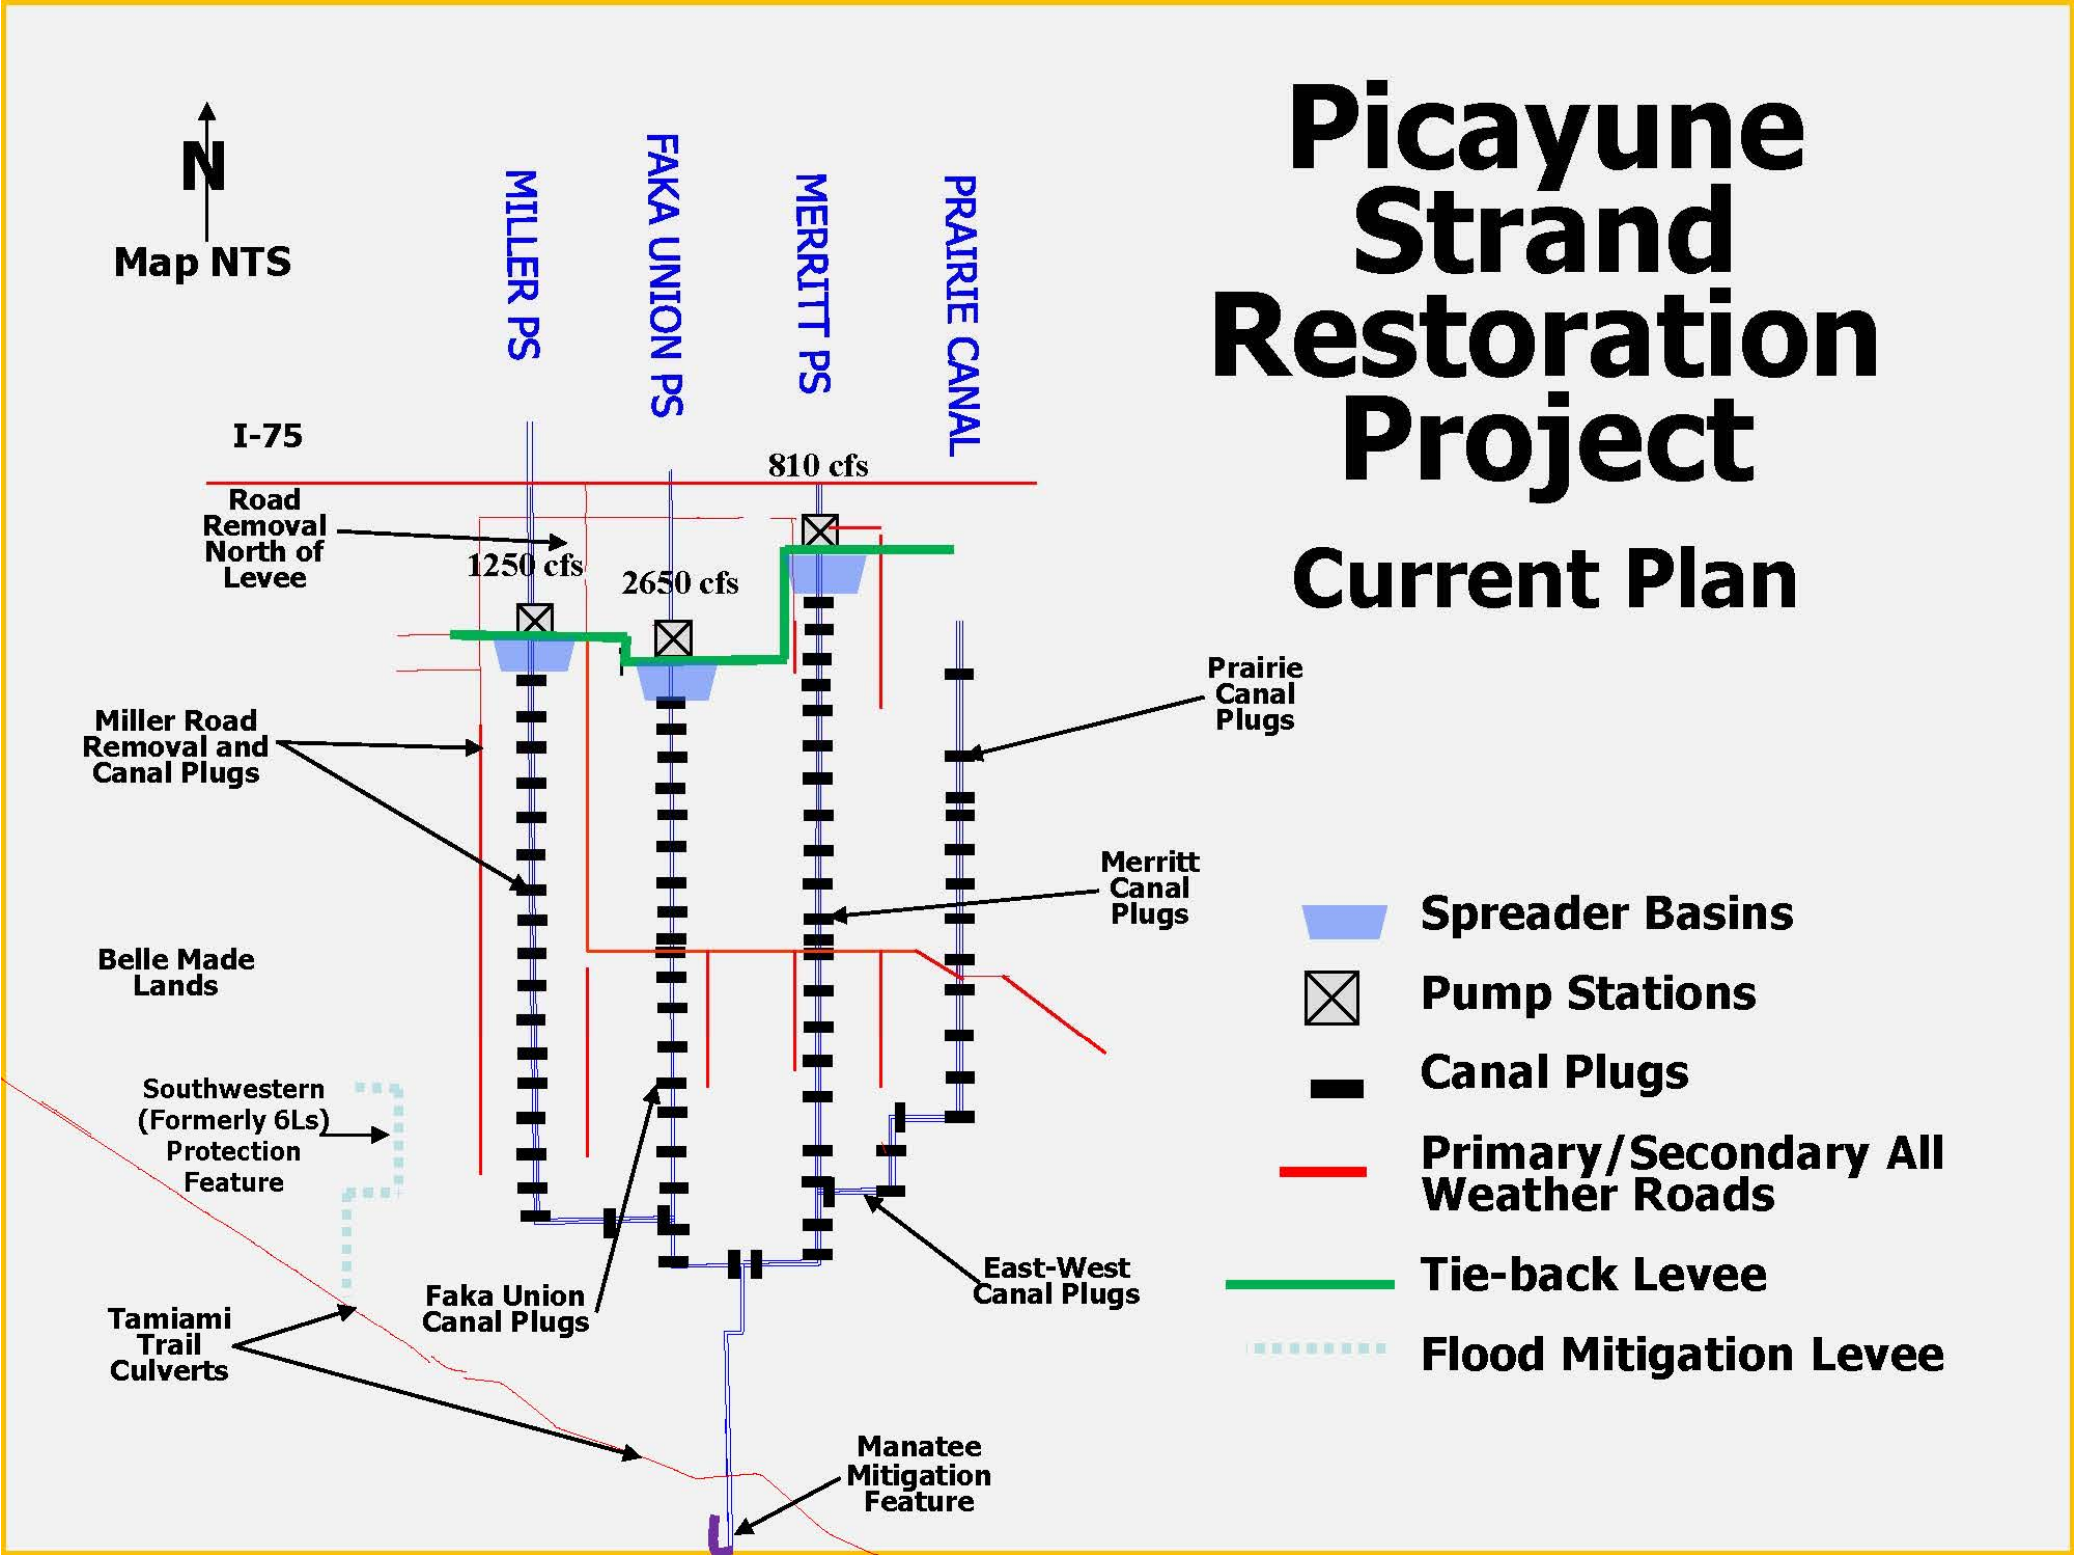 Picayune
Strand
Restoration
Project
Current Plan
N
Map NTS
MILLER PS
FAKA UNION PS
MERRITT PS
PRAIRIE CANAL
I-75
810 cfs
Road
Removal
North of
Levee
1250 cfs
2650 cfs
Prairie
Canal
Plugs
Miller Road
Removal and
Canal Plugs
Merritt
Canal
Plugs
Belle Made
Lands
Southwestern
(Formerly 6Ls)
Protection
Feature
East-West
Canal Plugs
Faka Union
Canal Plugs
Tamiami
Trail
Culverts
Manatee
Mitigation
Feature
Spreader Basins
Pump Stations
Canal Plugs
Primary/Secondary All
Weather Roads
Tie-back Levee
Flood Mitigation Levee